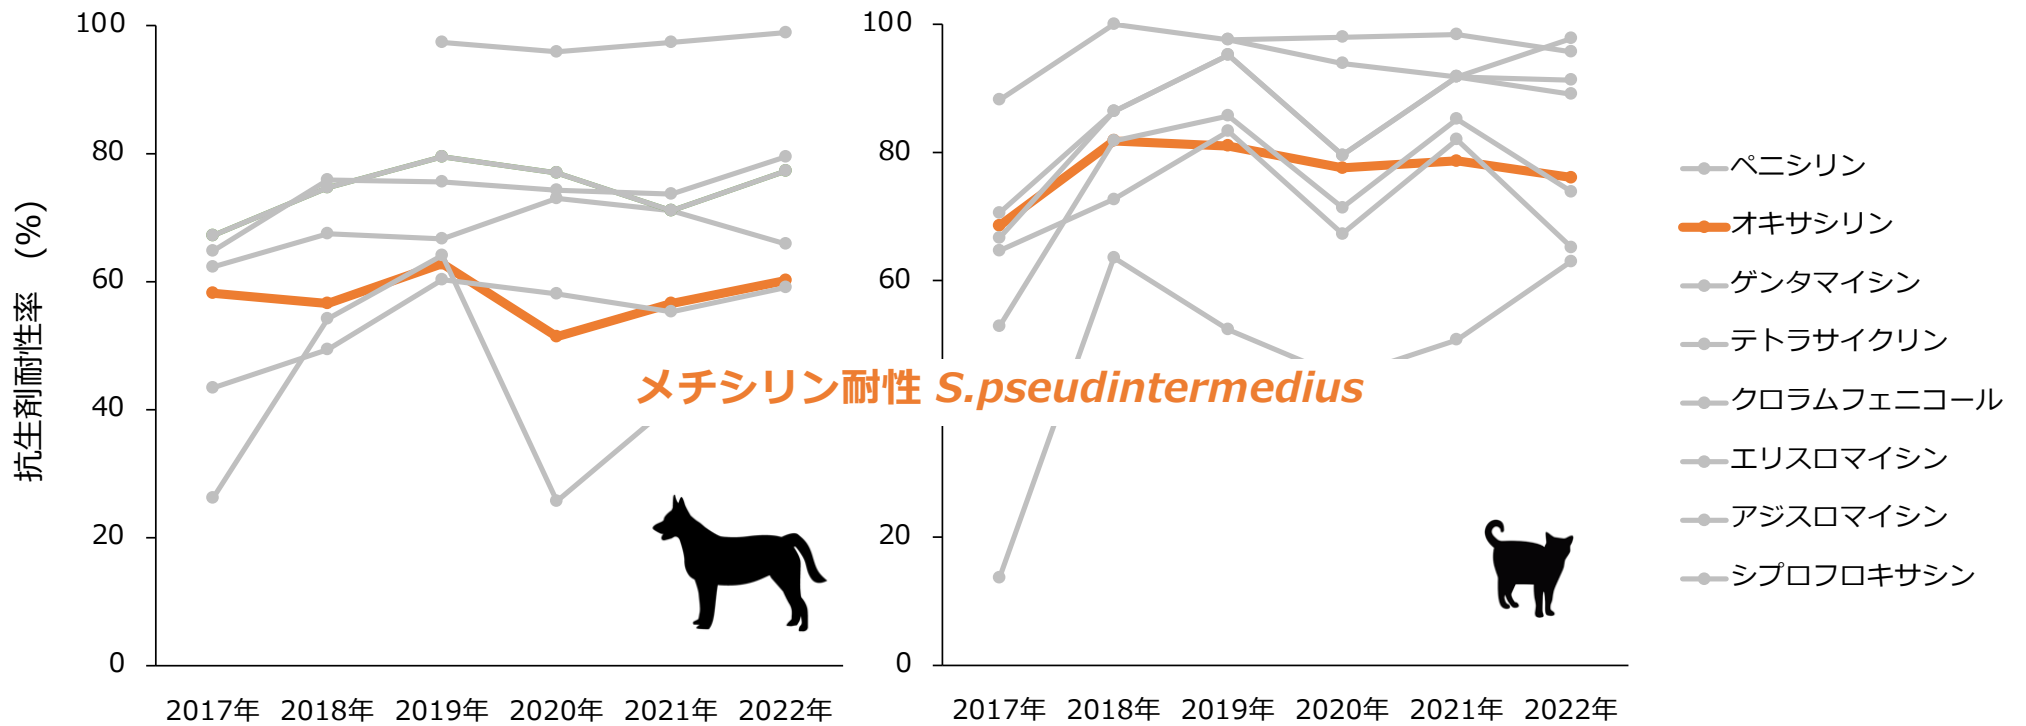 抗生剤耐性率 (%)
100
80
60
40
20
0
2017年 2018年 2019年 2020年 2021年 2022年
100
80
60
20
0
2017年 2018年 2019年 2020年 2021年 2022年
メチシリン耐性 S.pseudintermedius
ペニシリン
オキサシリン
ゲンタマイシン
テトラサイクリン
クロラムフェニコール
エリスロマイシン
アジスロマイシン
シプロフロキサシン